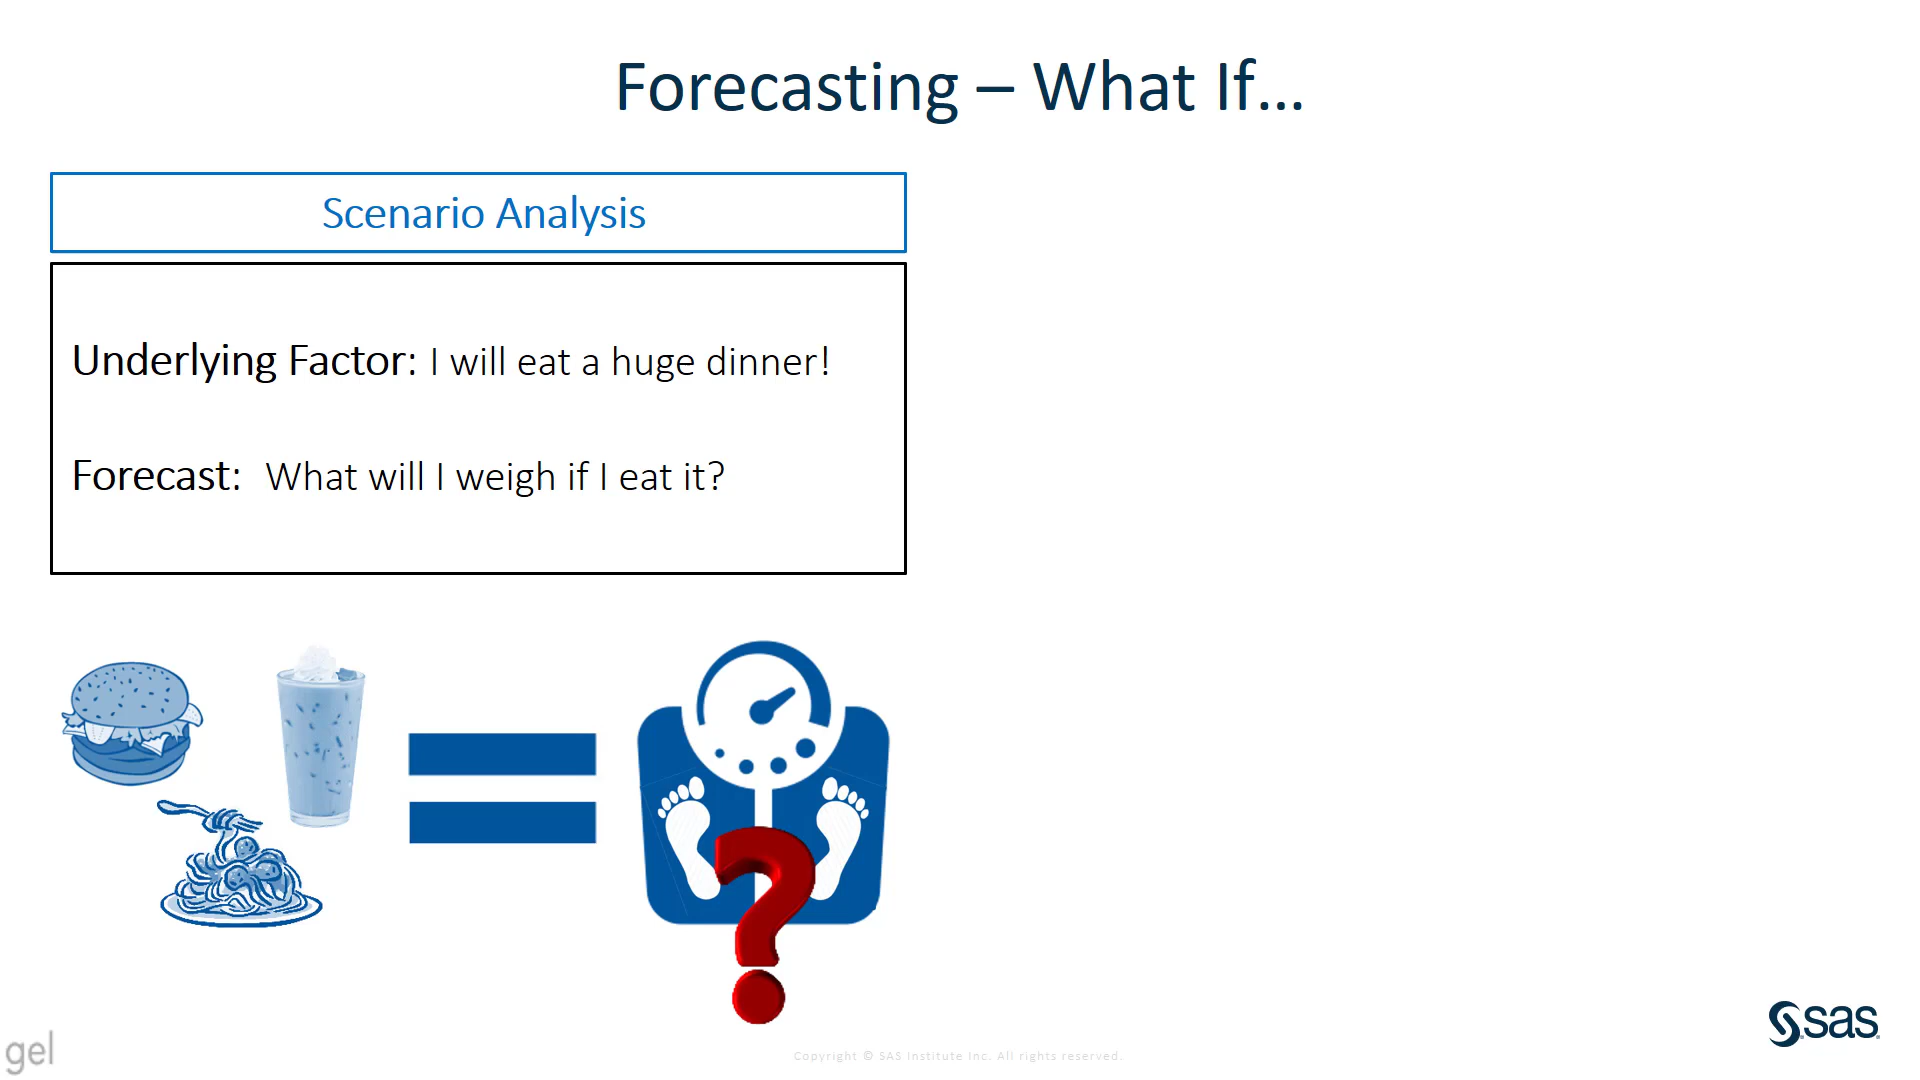 Forecasting – What If...
Scenario Analysis
Underlying Factor: I will eat a huge dinner!
Forecast: What will I weigh if I eat it?
?
sas
gel
Copyright © SAS Institute Inc. All rights reserved.